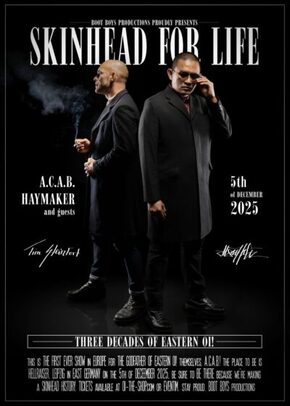 BOOT BOYS PRODUCTIONS PROUDLY PRESENTS
SKINHEAD FOR LIFE
A.C.A.B.
HAYMAKER
and guests
5th
of DECEMBER
2025
THREE DECADES OF EASTERN OI!
THIS IS THE FIRST EVER SHOW IN EUROPE FOR THE GODFATHER OF EASTERN OI! THEMSELVES, A.C.A.B! THE PLACE TO BE IS
HELLRAISER, LEIPZIG IN EAST GERMANY ON THE 5TH OF DECEMBER 2025. BE SURE TO BE THERE BECAUSE WE'RE MAKING
A SKINHEAD HISTORY. TICKETS AVAILABLE AT OI-THE-SHOP.COM OF EVENTIM. STAY PROUD. BOOT BOYS PRODUCTIONS